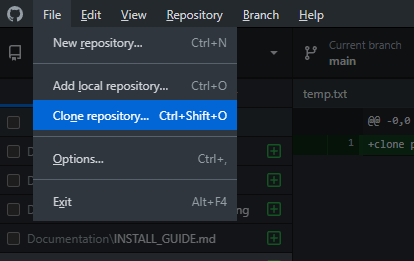 File Edit View Repository Branch Help
New repository... Ctrl+N
Add local repository... Ctrl+O
Clone repository... Ctrl+Shift+O
Options... Ctrl+,
Exit Alt+F4
Current branch
main
temp.txt
@@ -0,0
1 +clone
Documentation\INSTALL_GUIDE.md